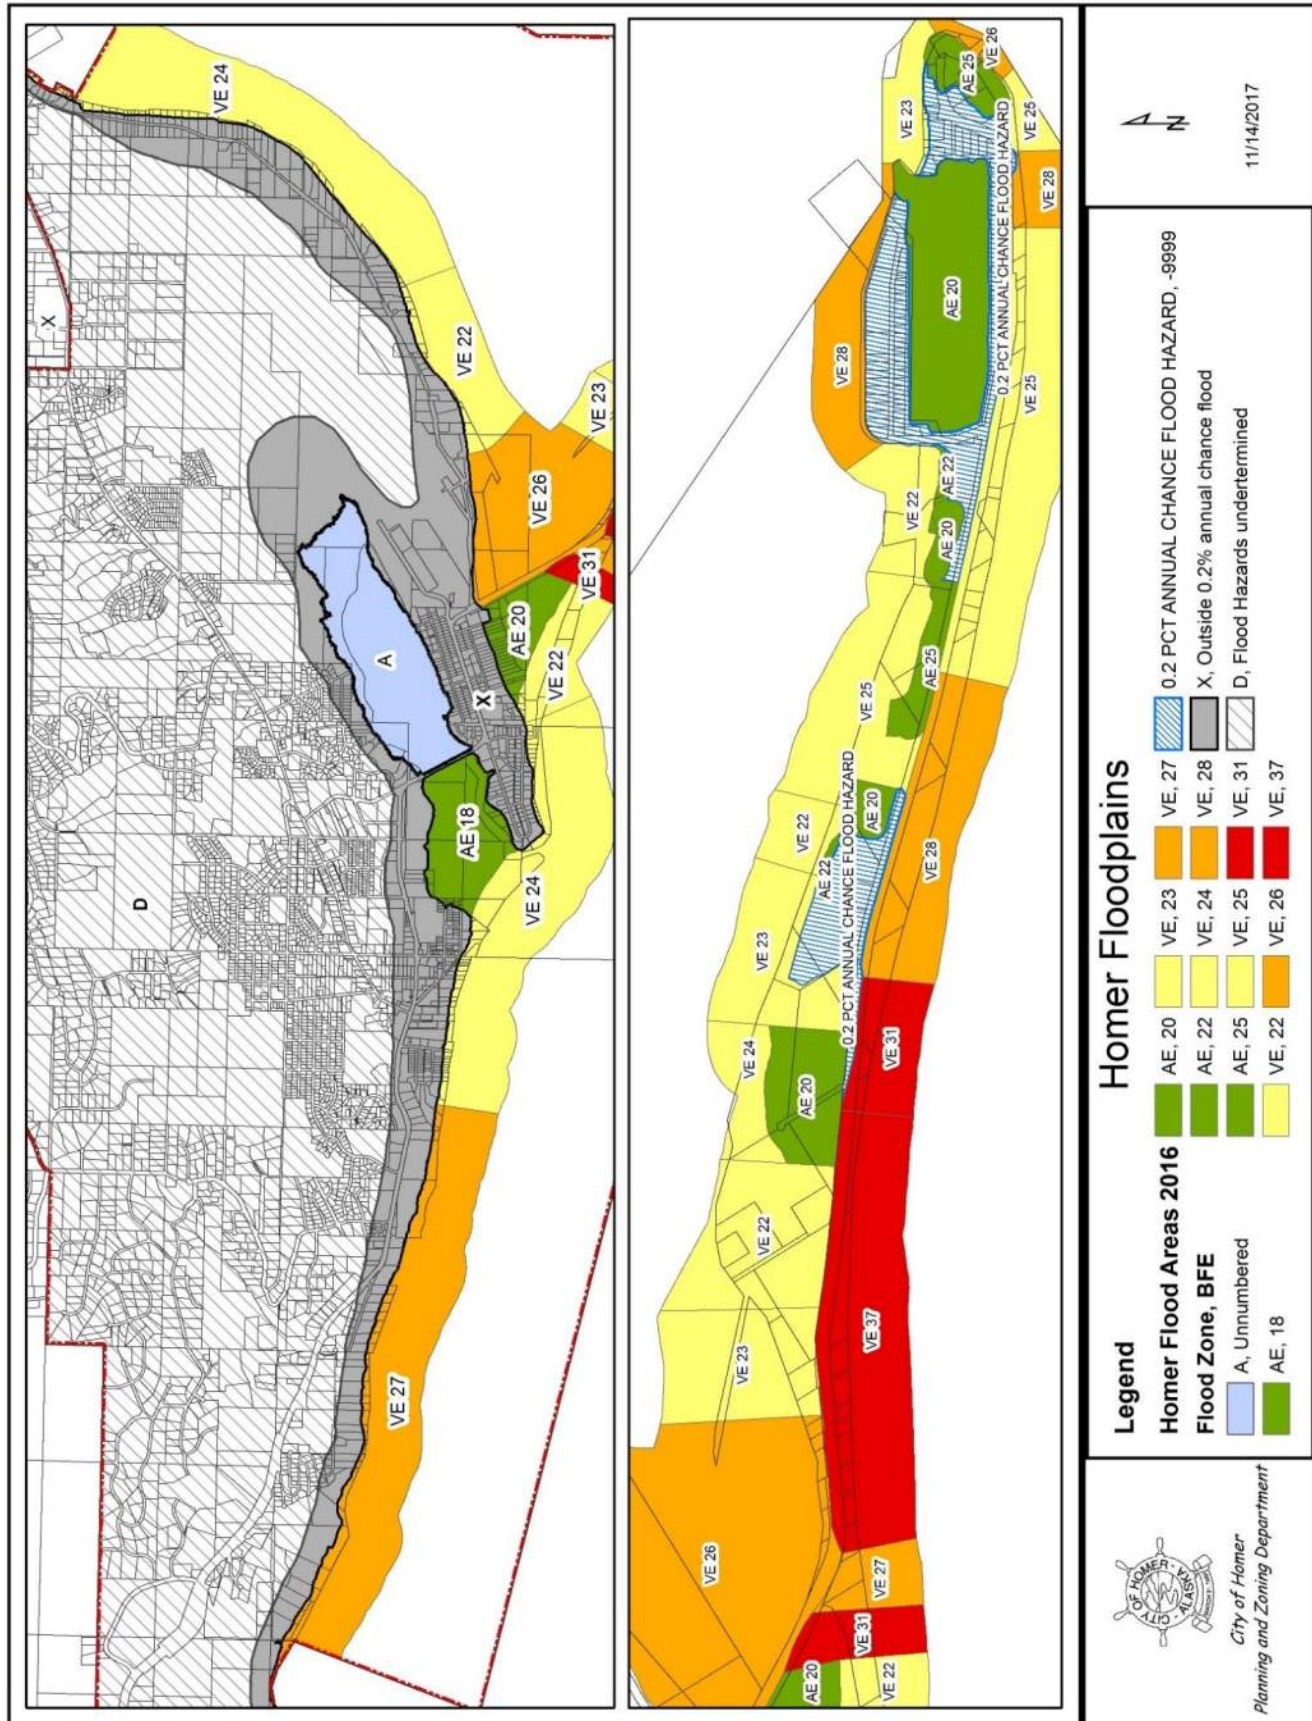 VE 24
X
D
VE 22
VE 23
A
VE 26
AE 18
X
AE 20
VE 31
VE 22
VE 24
VE 27
VE 26
VE 23
VE 22
VE 24
AE 20
VE 23
AE 22
VE 22
AE 20
VE 25
AE 25
VE 22
AE 20
AE 22
VE 28
AE 20
VE 23
AE 25
VE 26
VE 25
VE 28
0.2 PCT ANNUAL CHANCE FLOOD HAZARD
VE 25
VE 28
0.2 PCT ANNUAL CHANCE FLOOD HAZARD
VE 31
VE 37
VE 27
VE 31
AE 20
VE 22
CITY OF HOMER
ALASKA
City of Homer
Planning and Zoning Department
Homer Floodplains
Legend
Homer Flood Areas 2016
Flood Zone, BFE
A, Unnumbered
AE, 18
AE, 20
AE, 22
AE, 25
VE, 22
VE, 23
VE, 24
VE, 25
VE, 26
VE, 27
VE, 28
VE, 31
VE, 37
0.2 PCT ANNUAL CHANCE FLOOD HAZARD, -9999
X, Outside 0.2% annual chance flood
D, Flood Hazards undertermined
N
11/14/2017